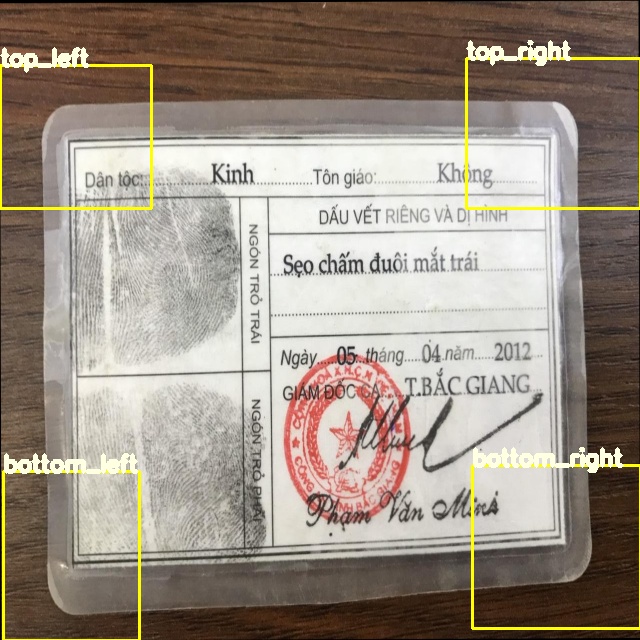 top_left
top_right
Dân tộc: Kinh Tôn giáo: Không
DẤU VẾT RIÊNG VÀ DỊ HÌNH
NGÓN TRỎ TRÁI
Sẹo chấm đuôi mắt trái
Ngày 05 tháng 04 năm 2012
GIÁM ĐỐC CA T.BẮC GIANG
NGÓN TRỎ PHẢI
Phạm Văn Minh
bottom_left
bottom_right